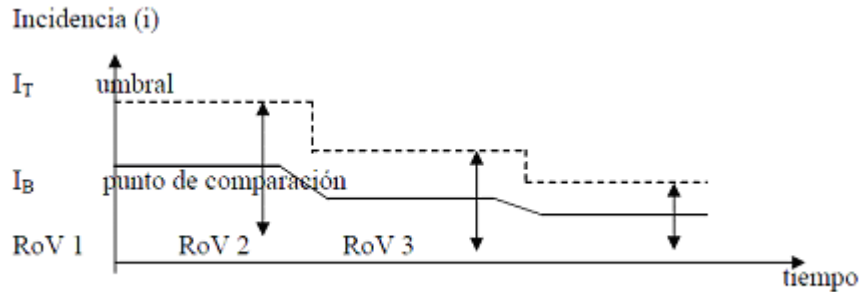 Incidencia (i)
I_T umbral
I_B punto de comparación
RoV 1 RoV 2 RoV 3
tiempo